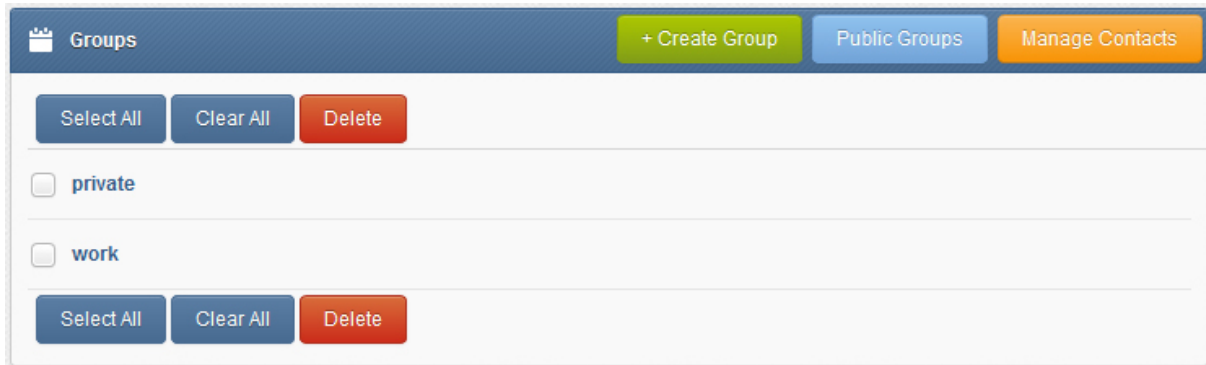 Groups + Create Group Public Groups Manage Contacts
Select All Clear All Delete
private
work
Select All Clear All Delete